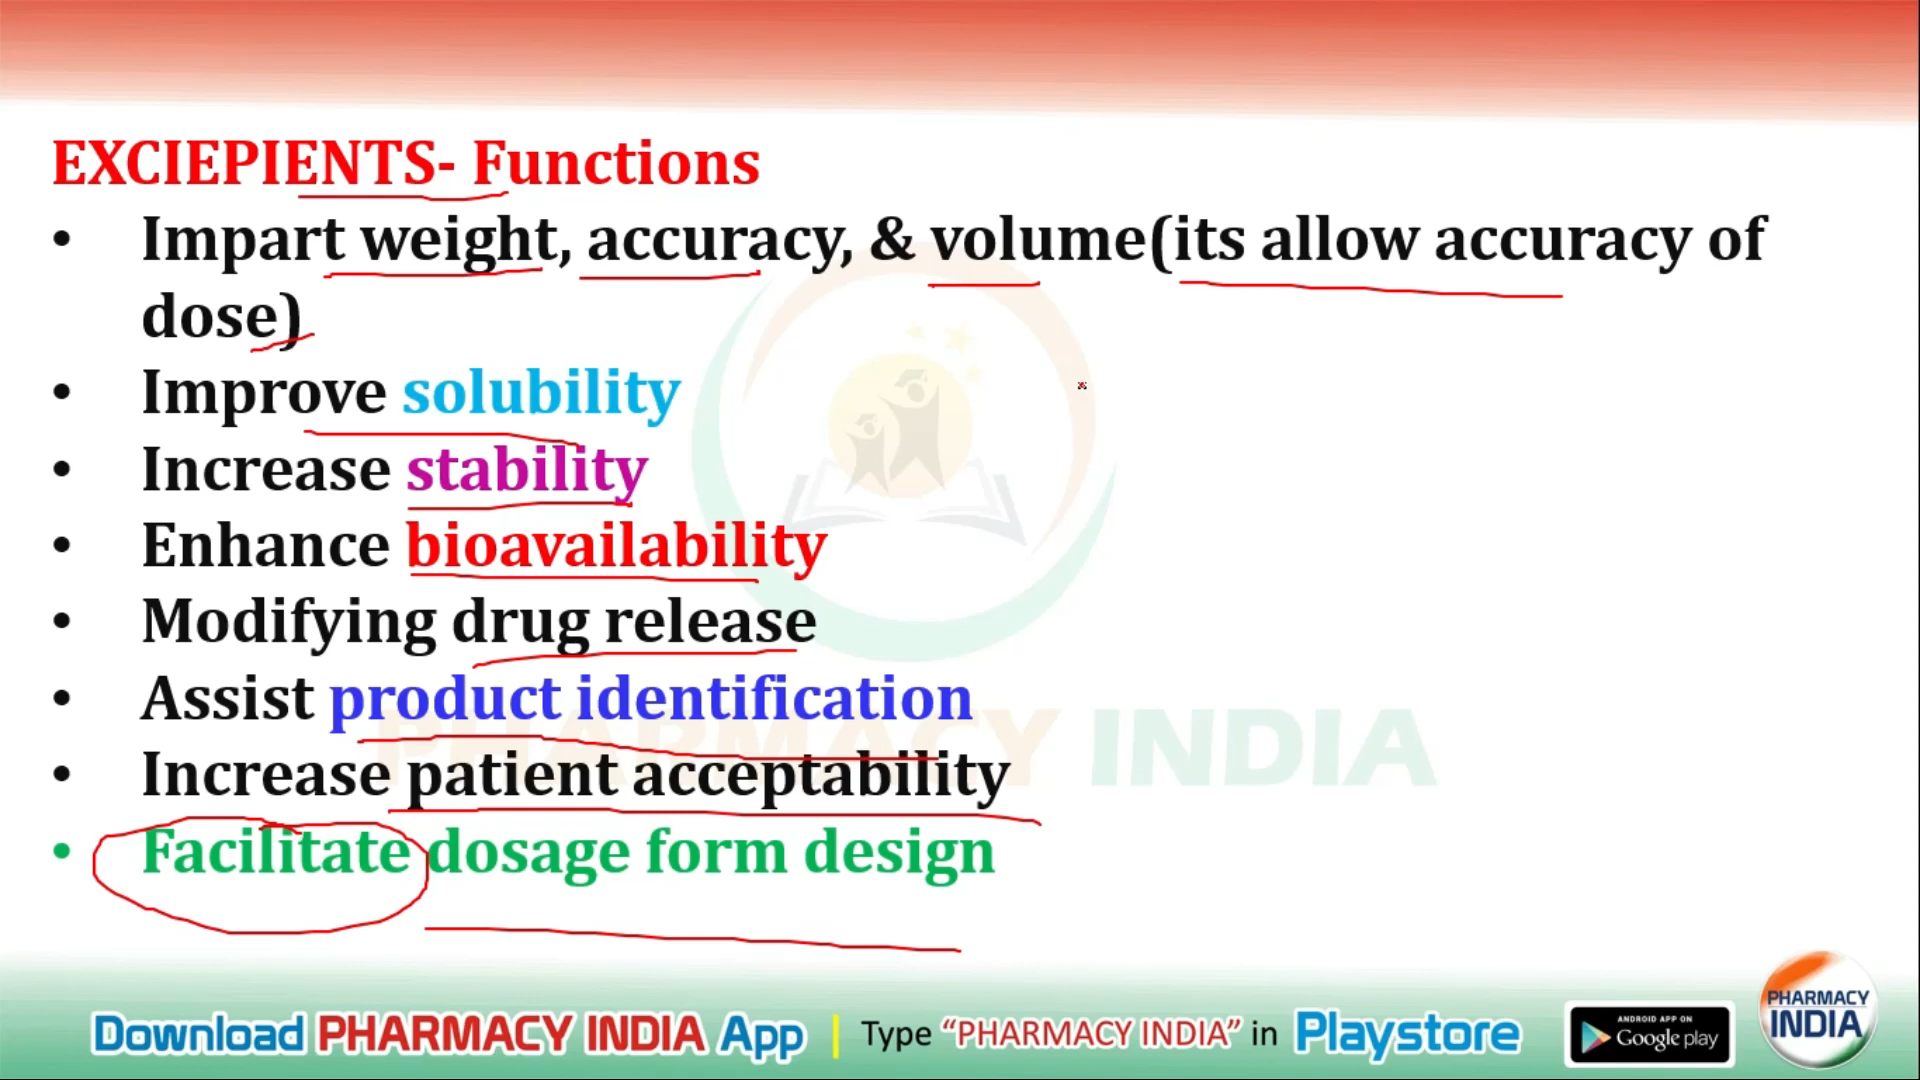 EXCIEPIENTS- Functions
• Impart weight, accuracy, & volume(its allow accuracy of
dose)
• Improve solubility
• Increase stability
• Enhance bioavailability
• Modifying drug release
• Assist product identification
• Increase patient acceptability
• Facilitate dosage form design
PHARMACY INDIA
Download PHARMACY INDIA App | Type “PHARMACY INDIA” in Playstore
ANDROID APP ON
Google play
PHARMACY
INDIA